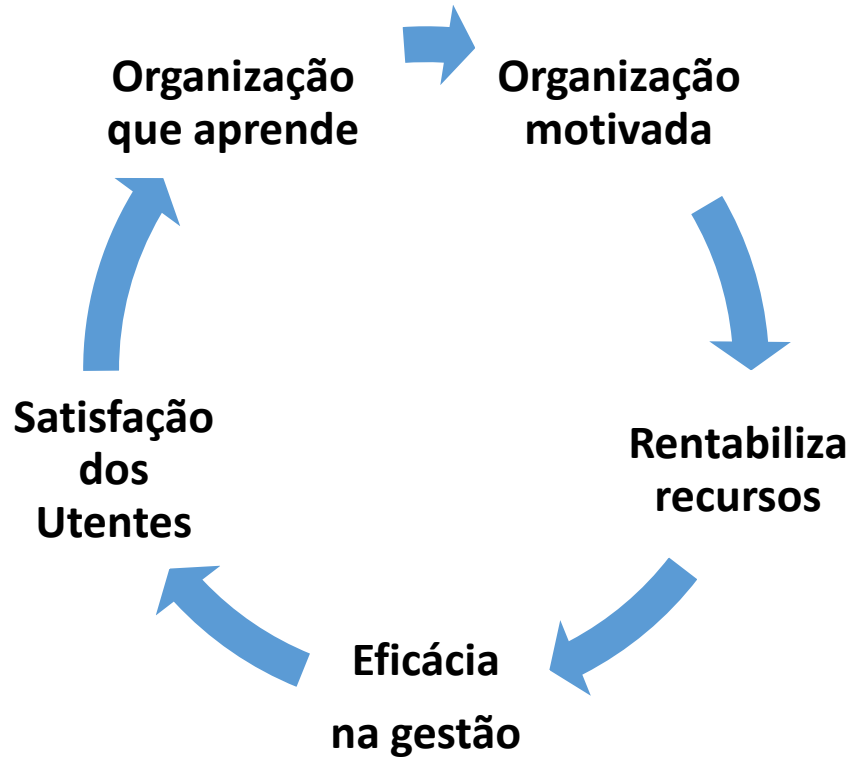 Organização
que aprende
Organização
motivada
Rentabiliza
recursos
Eficácia
na gestão
Satisfação
dos
Utentes